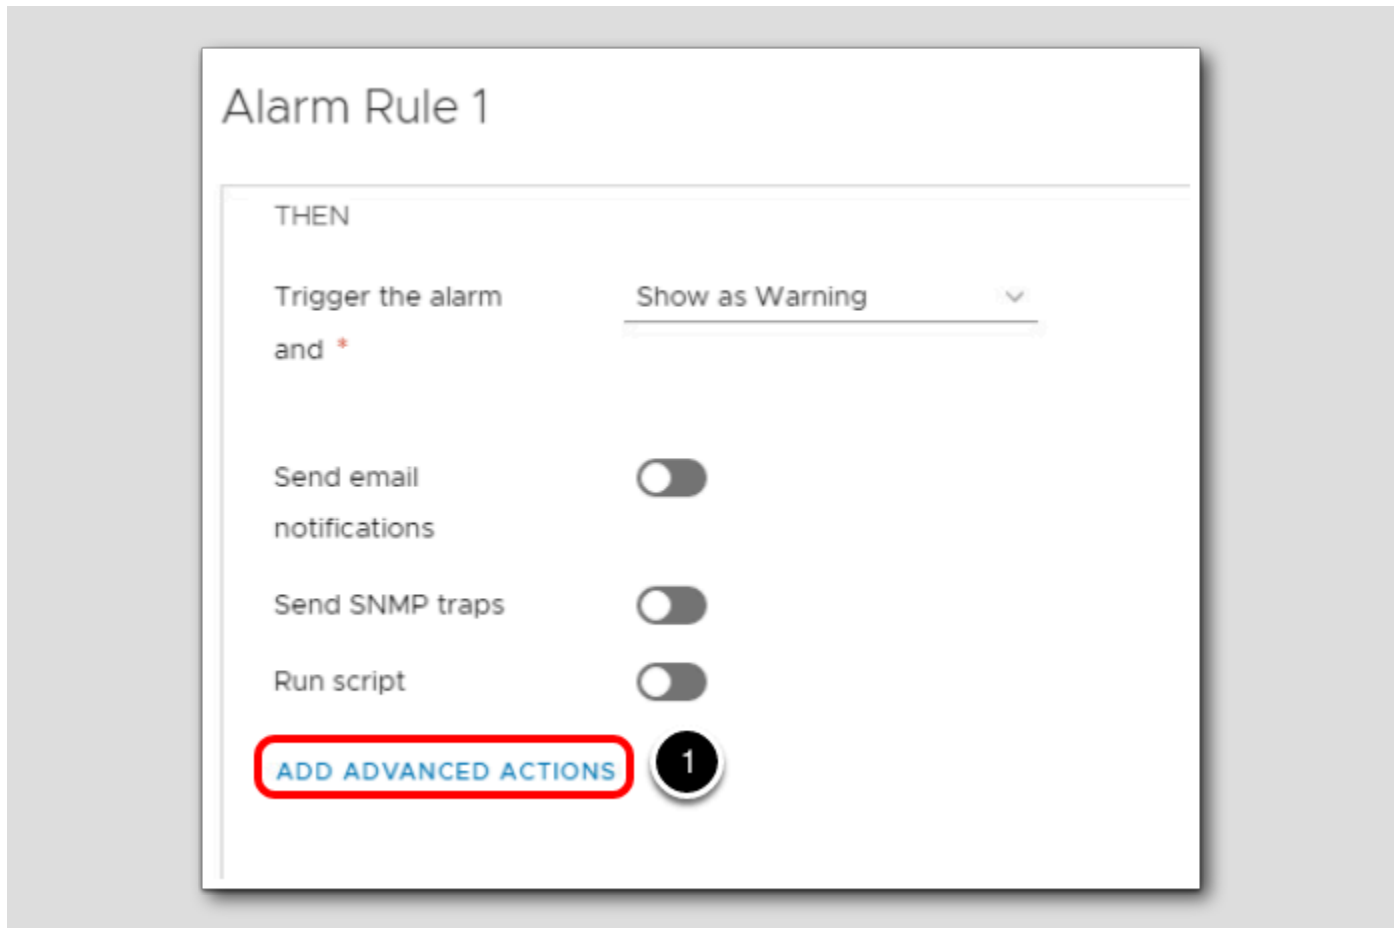 Alarm Rule 1
THEN
Trigger the alarm
and *
Show as Warning
Send email
notifications
Send SNMP traps
Run script
ADD ADVANCED ACTIONS
1